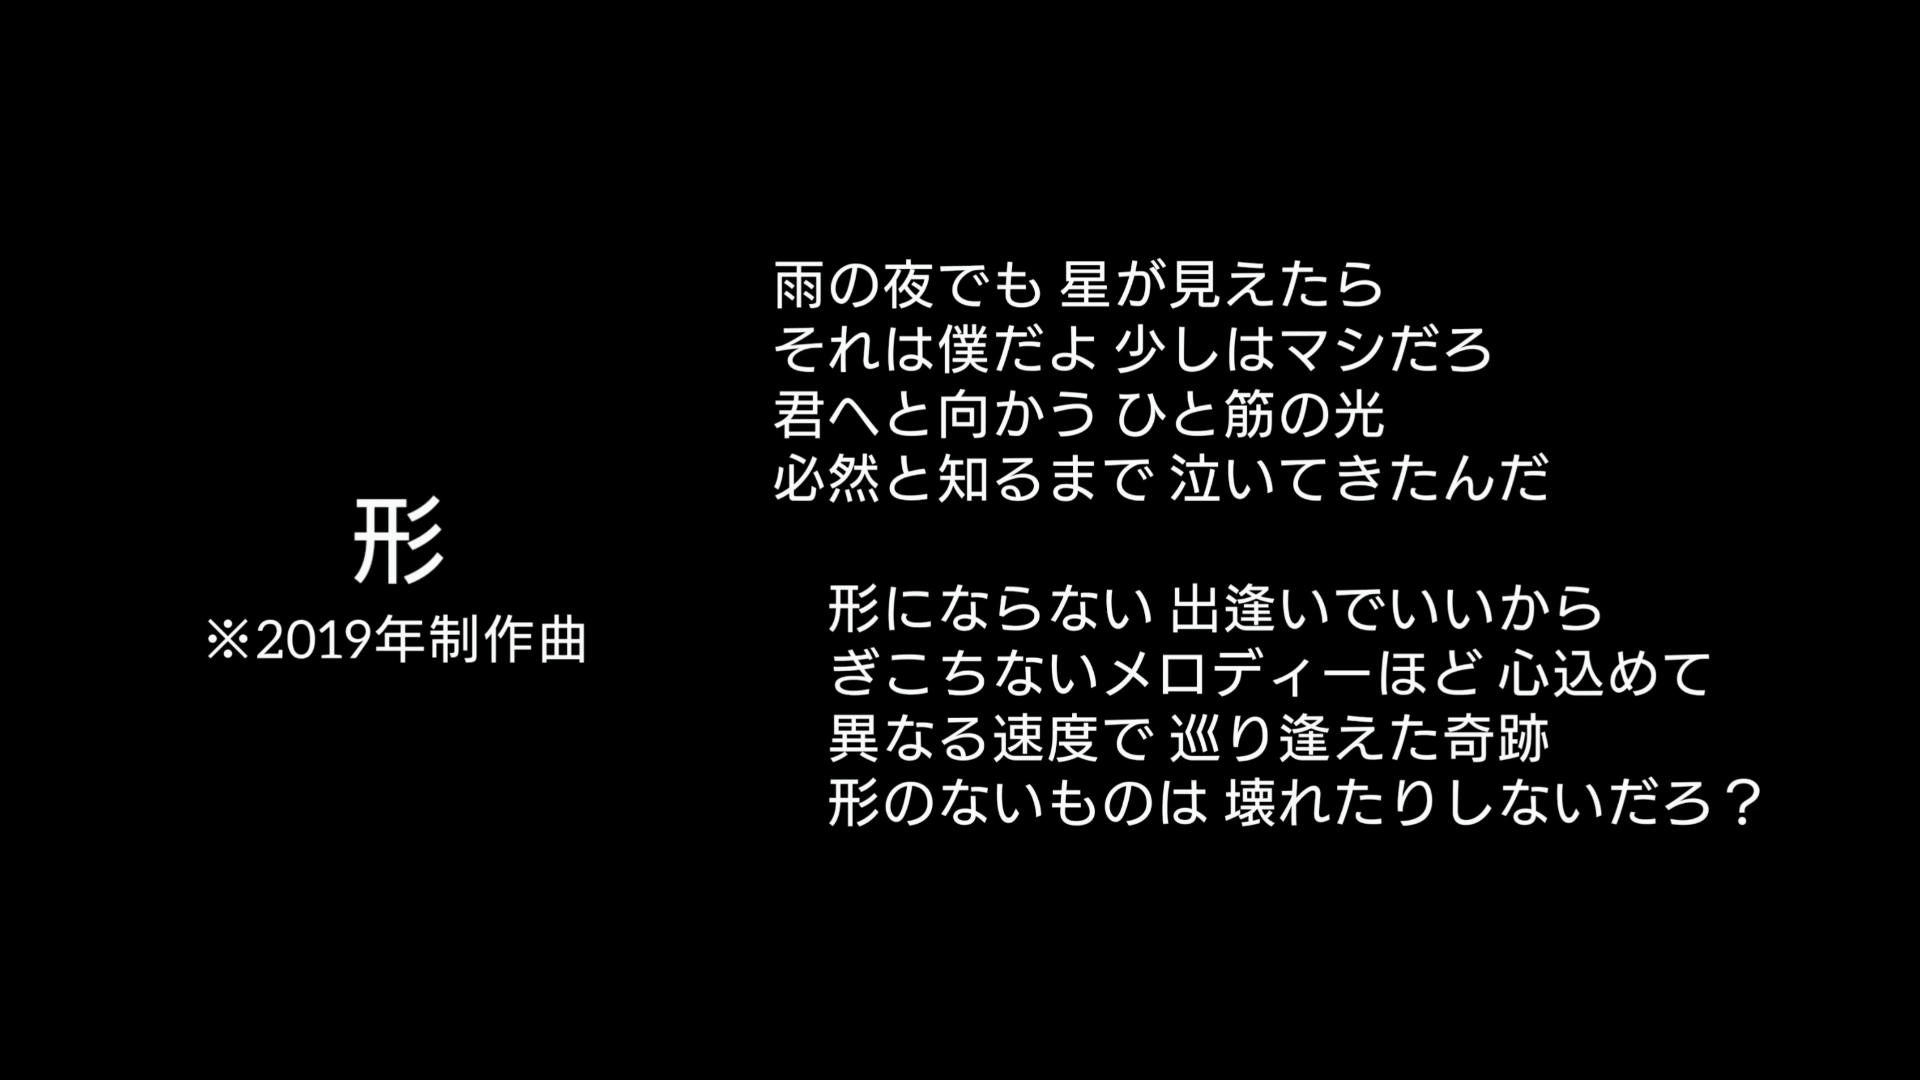 形
※2019年制作曲
雨の夜でも 星が見えたら
それは僕だよ 少しはマシだろ
君へと向かう ひと筋の光
必然と知るまで 泣いてきたんだ
形にならない 出逢いでいいから
ぎこちないメロディーほど 心込めて
異なる速度で 巡り逢えた奇跡
形のないものは 壊れたりしないだろ？